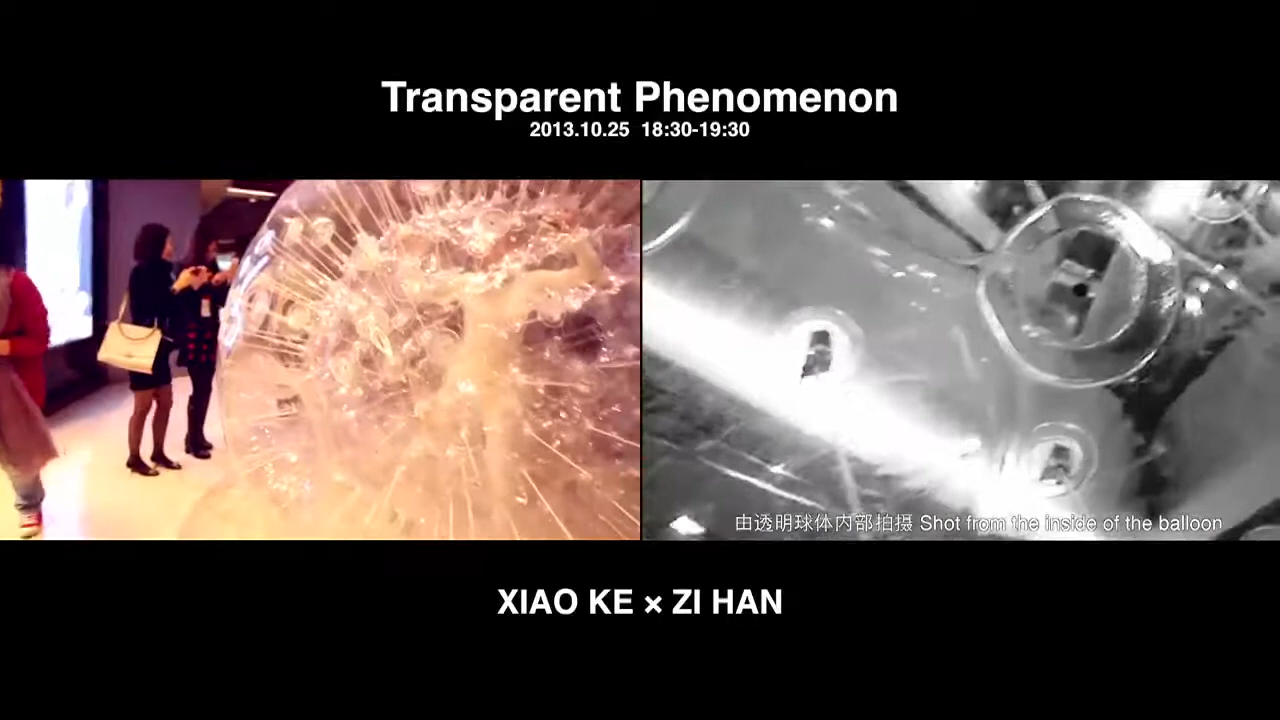 Transparent Phenomenon
2013.10.25 18:30-19:30
由透明球体内部拍摄 Shot from the inside of the balloon
XIAO KE × ZI HAN